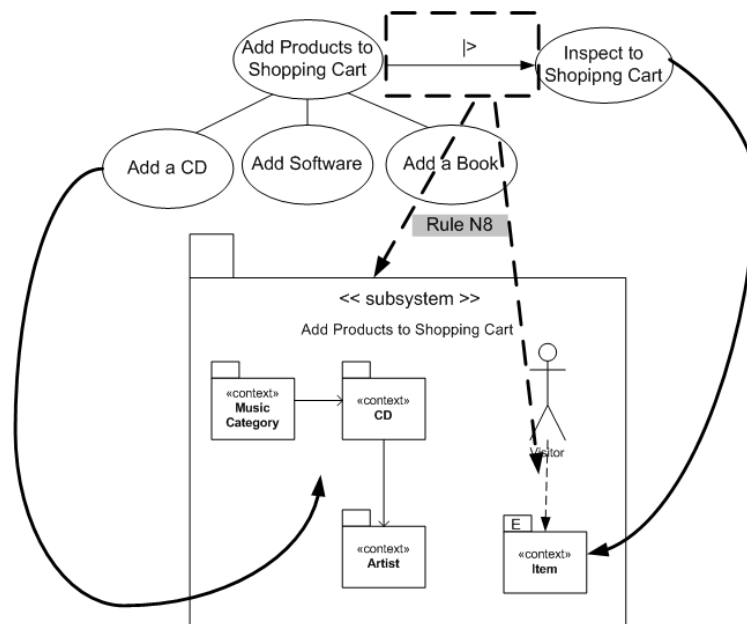 Add Products to
Shopping Cart
|>
Inspect to
Shopipng Cart
Add a CD
Add Software
Add a Book
Rule N8
<< subsystem >>
Add Products to Shopping Cart
«context»
Music
Category
«context»
CD
Visitor
«context»
Artist
E
«context»
Item